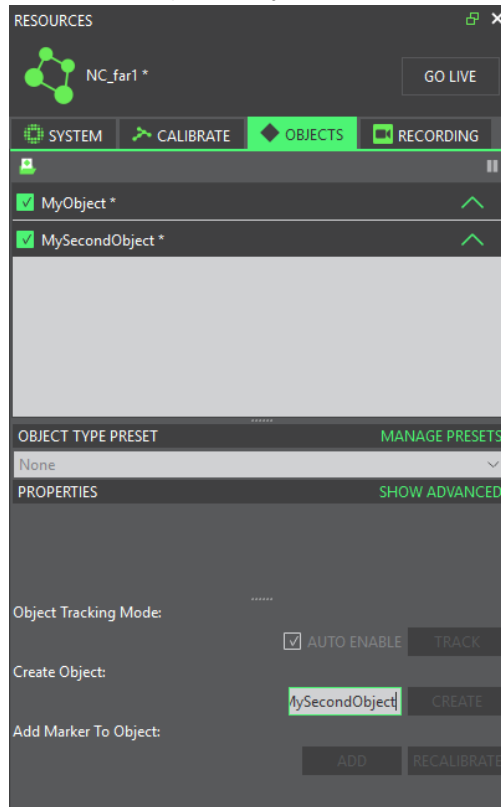 RESOURCES
NC_far1 *
GO LIVE
SYSTEM CALIBRATE OBJECTS RECORDING
MyObject *
MySecondObject *
OBJECT TYPE PRESET MANAGE PRESETS
None
PROPERTIES SHOW ADVANCED
Object Tracking Mode:
AUTO ENABLE TRACK
Create Object:
MySecondObject CREATE
Add Marker To Object:
ADD RECALIBRATE